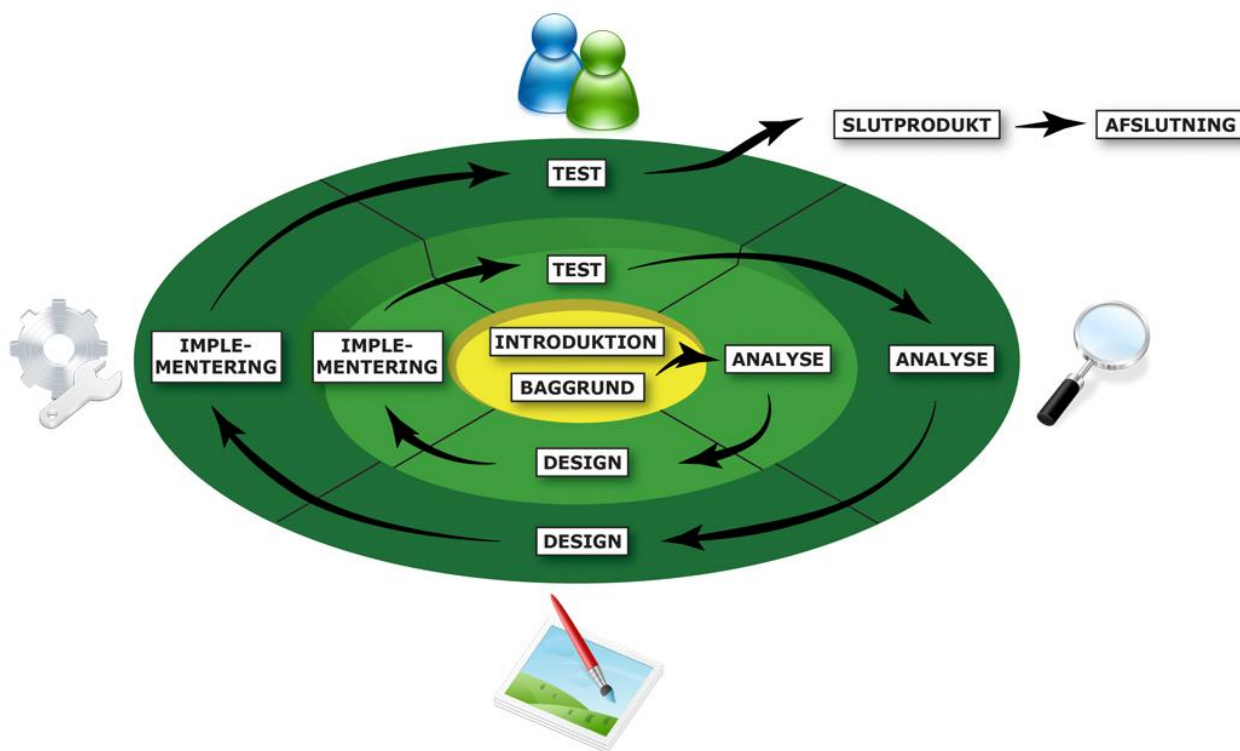 SLUTPRODUKT
AFSLUTNING
TEST
TEST
IMPLE-
MENTERING
IMPLE-
MENTERING
INTRODUKTION
BAGGRUND
ANALYSE
ANALYSE
DESIGN
DESIGN